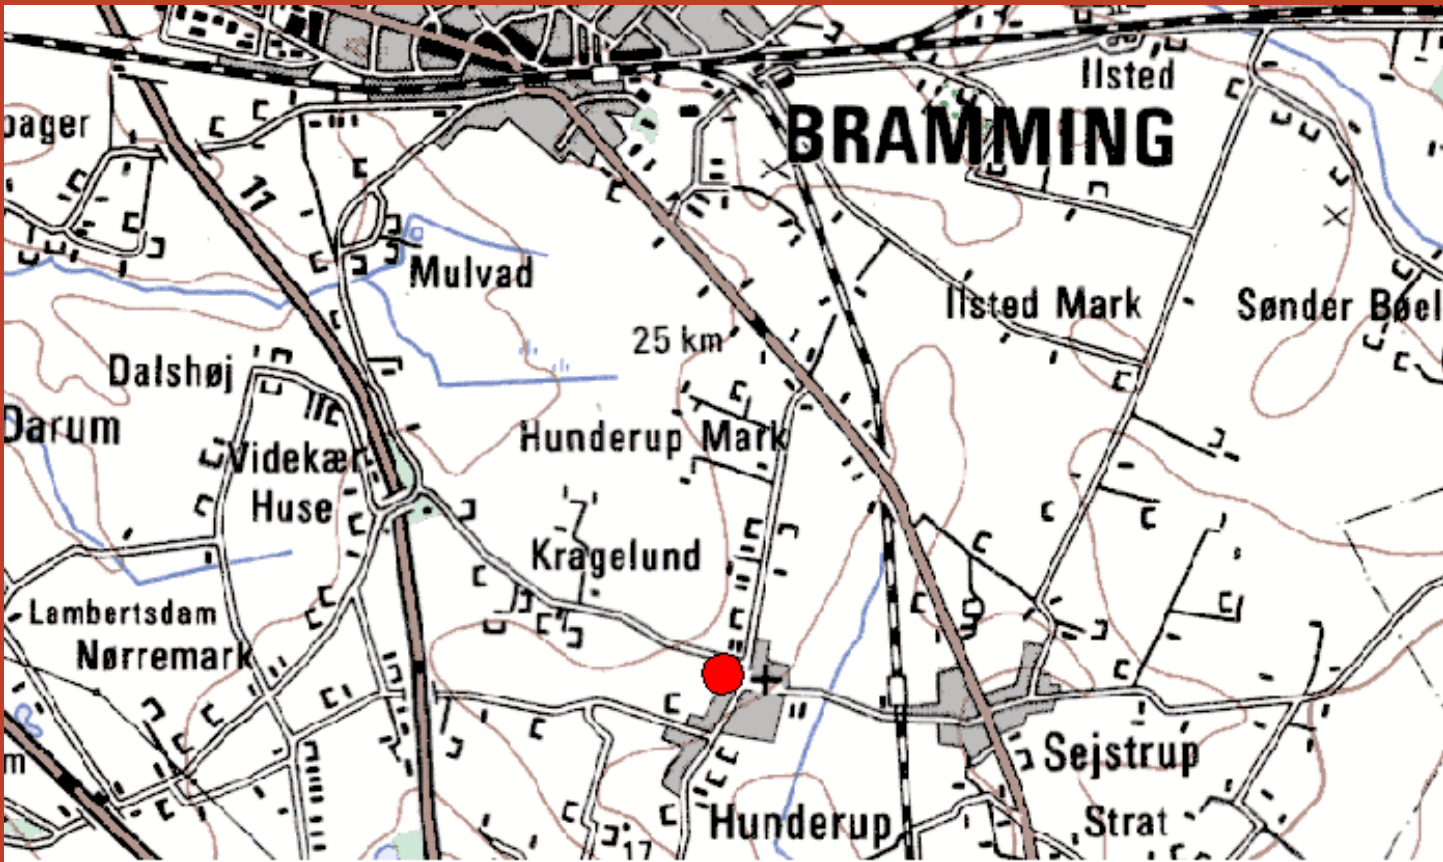 Ilsted
BRAMMING
11
Mulvad
Ilsted Mark
Sønder Bøel
25 km
Dalshøj
Darum
Hunderup Mark
Videkær
Huse
Kragelund
Lambertsdam
Nørremark
Sejstrup
Hunderup
Strat
17